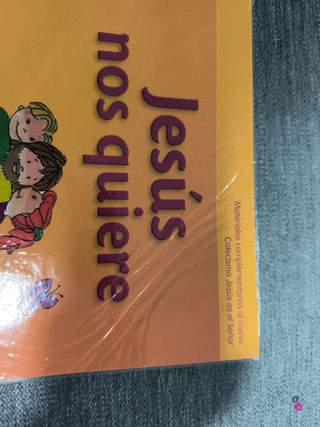 Materiales complementarios al nuevo
Catecismo Jesús es el Señor
Jesús
nos quiere